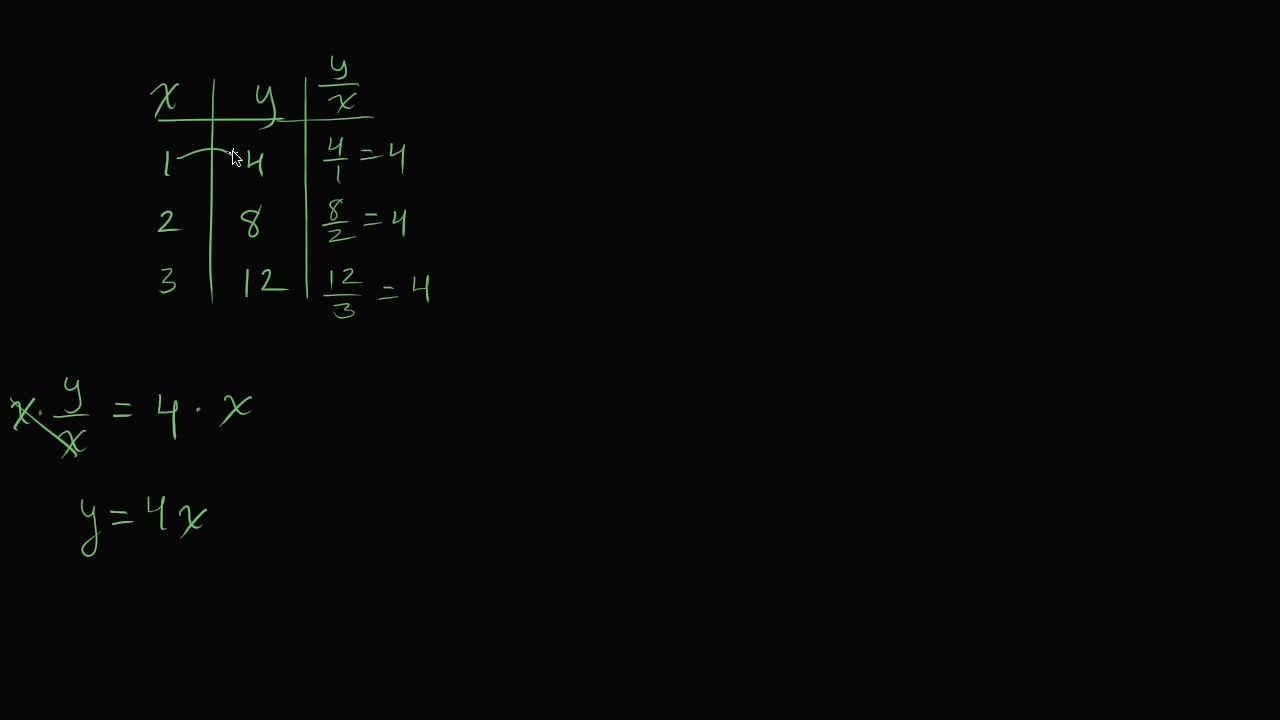 x y y/x
1 4 4/1 = 4
2 8 8/2 = 4
3 12 12/3 = 4
x · y/x = 4 · x
y = 4x